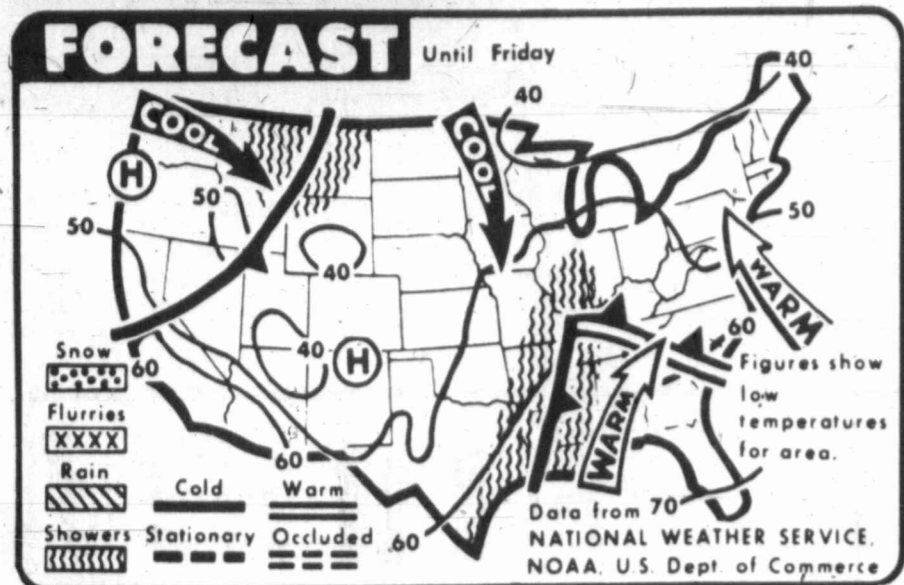 FORECAST Until Friday
40
40
COOL
COOL
H
50
50
50
40
WARM
40
H
60
60
WARM
60
60
70
Figures show
low
temperatures
for area.
Snow
Flurries
XXXX
Rain
Showers
Cold Warm
Stationary Occluded
Data from
NATIONAL WEATHER SERVICE,
NOAA, U.S. Dept. of Commerce